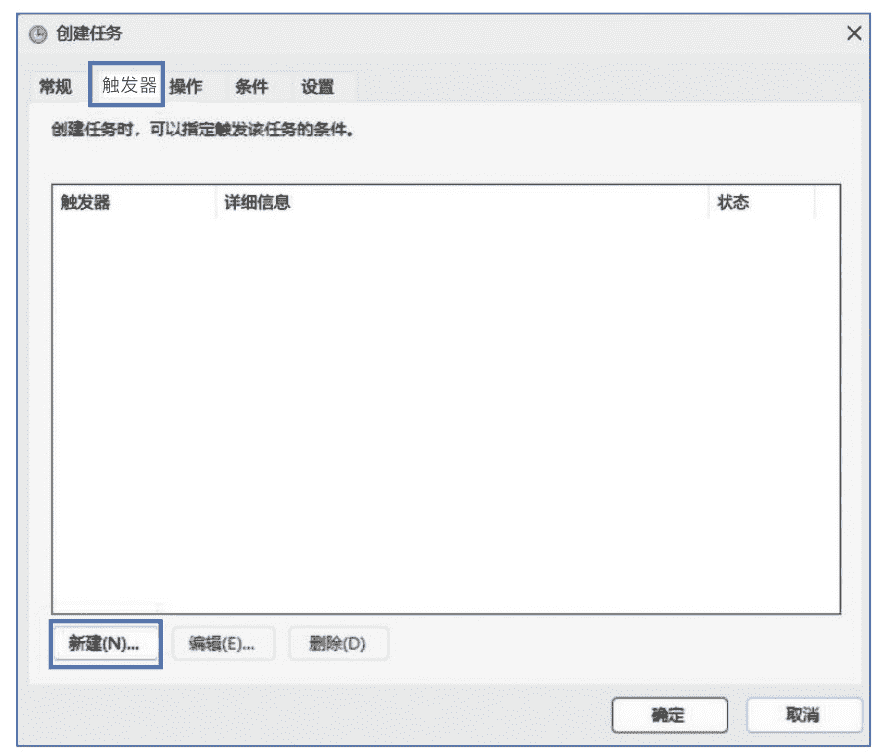 创建任务
常规 触发器 操作 条件 设置
创建任务时，可以指定触发该任务的条件。
触发器 详细信息 状态
新建(N)... 编辑(E)... 删除(D)
确定 取消